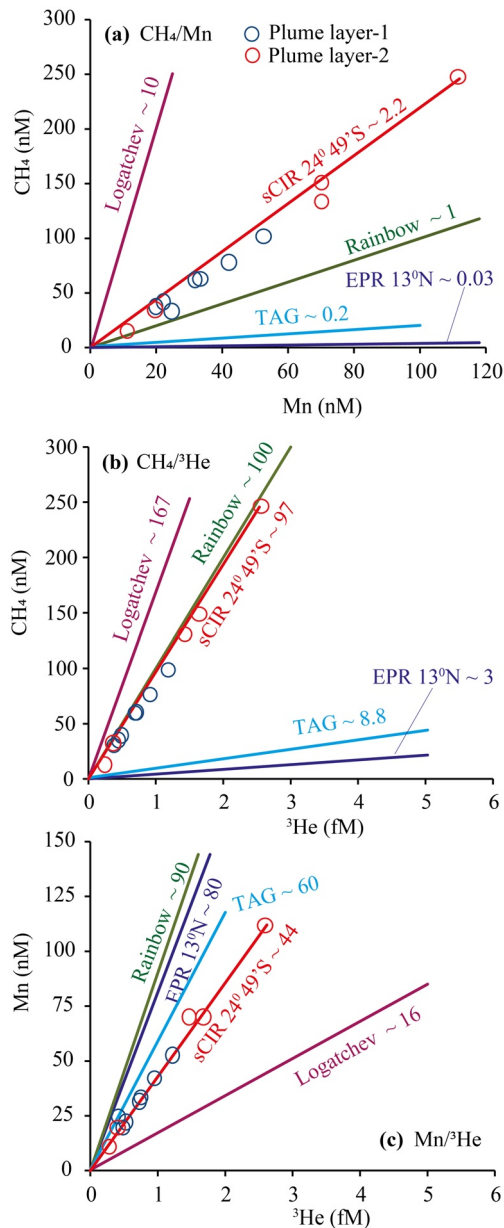 (a) CH₄/Mn
Plume layer-1
Plume layer-2
300
250
200
150
100
50
0
CH₄ (nM)
Logatchev ~ 10
sCIR 24⁰ 49'S ~ 2.2
Rainbow ~ 1
EPR 13⁰N ~ 0.03
TAG ~ 0.2
0 20 40 60 80 100 120
Mn (nM)
(b) CH₄/³He
300
250
200
150
100
50
0
CH₄ (nM)
Logatchev ~ 167
Rainbow ~ 100
sCIR 24⁰ 49'S ~ 97
EPR 13⁰N ~ 3
TAG ~ 8.8
0 1 2 3 4 5 6
³He (fM)
150
125
100
75
50
25
0
Mn (nM)
Rainbow ~ 90
EPR 13⁰N ~ 80
TAG ~ 60
sCIR 24⁰ 49'S ~ 44
Logatchev ~ 16
(c) Mn/³He
0 1 2 3 4 5 6
³He (fM)